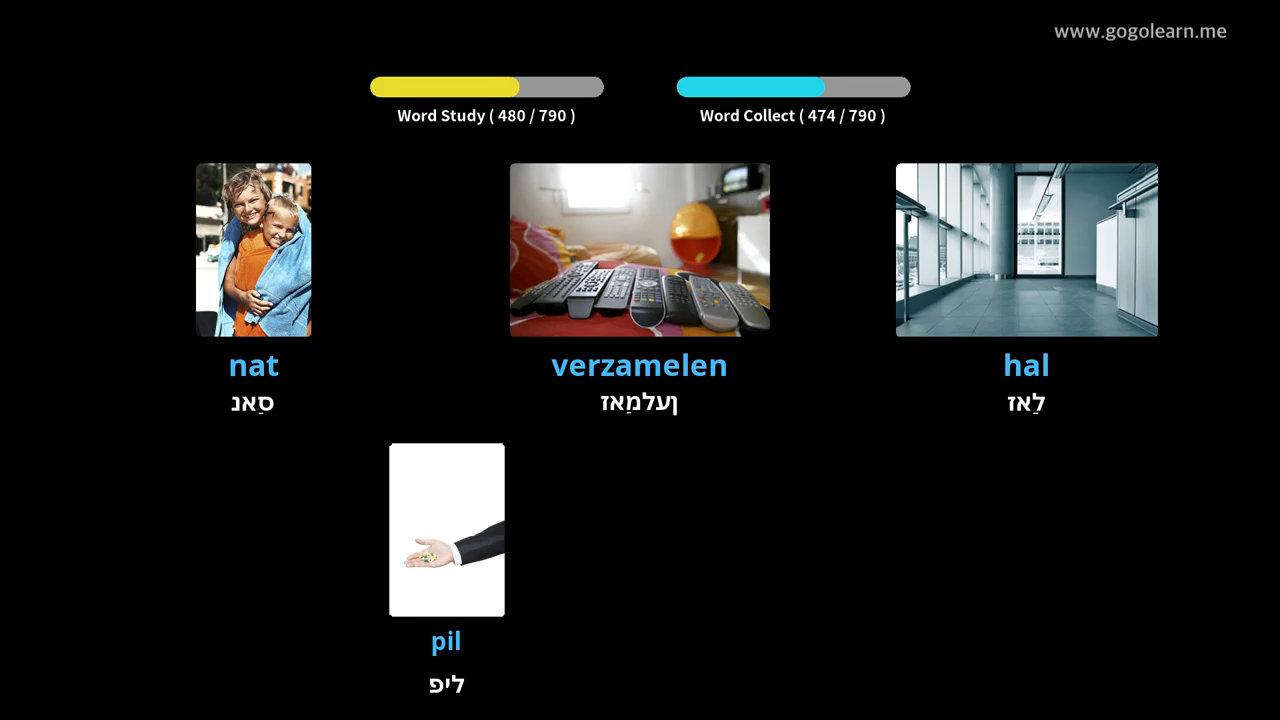 www.gogolearn.me
Word Study ( 480 / 790 )
Word Collect ( 474 / 790 )
nat
סַאנ
verzamelen
ןעלמַאז
hal
לַאז
pil
ליפ